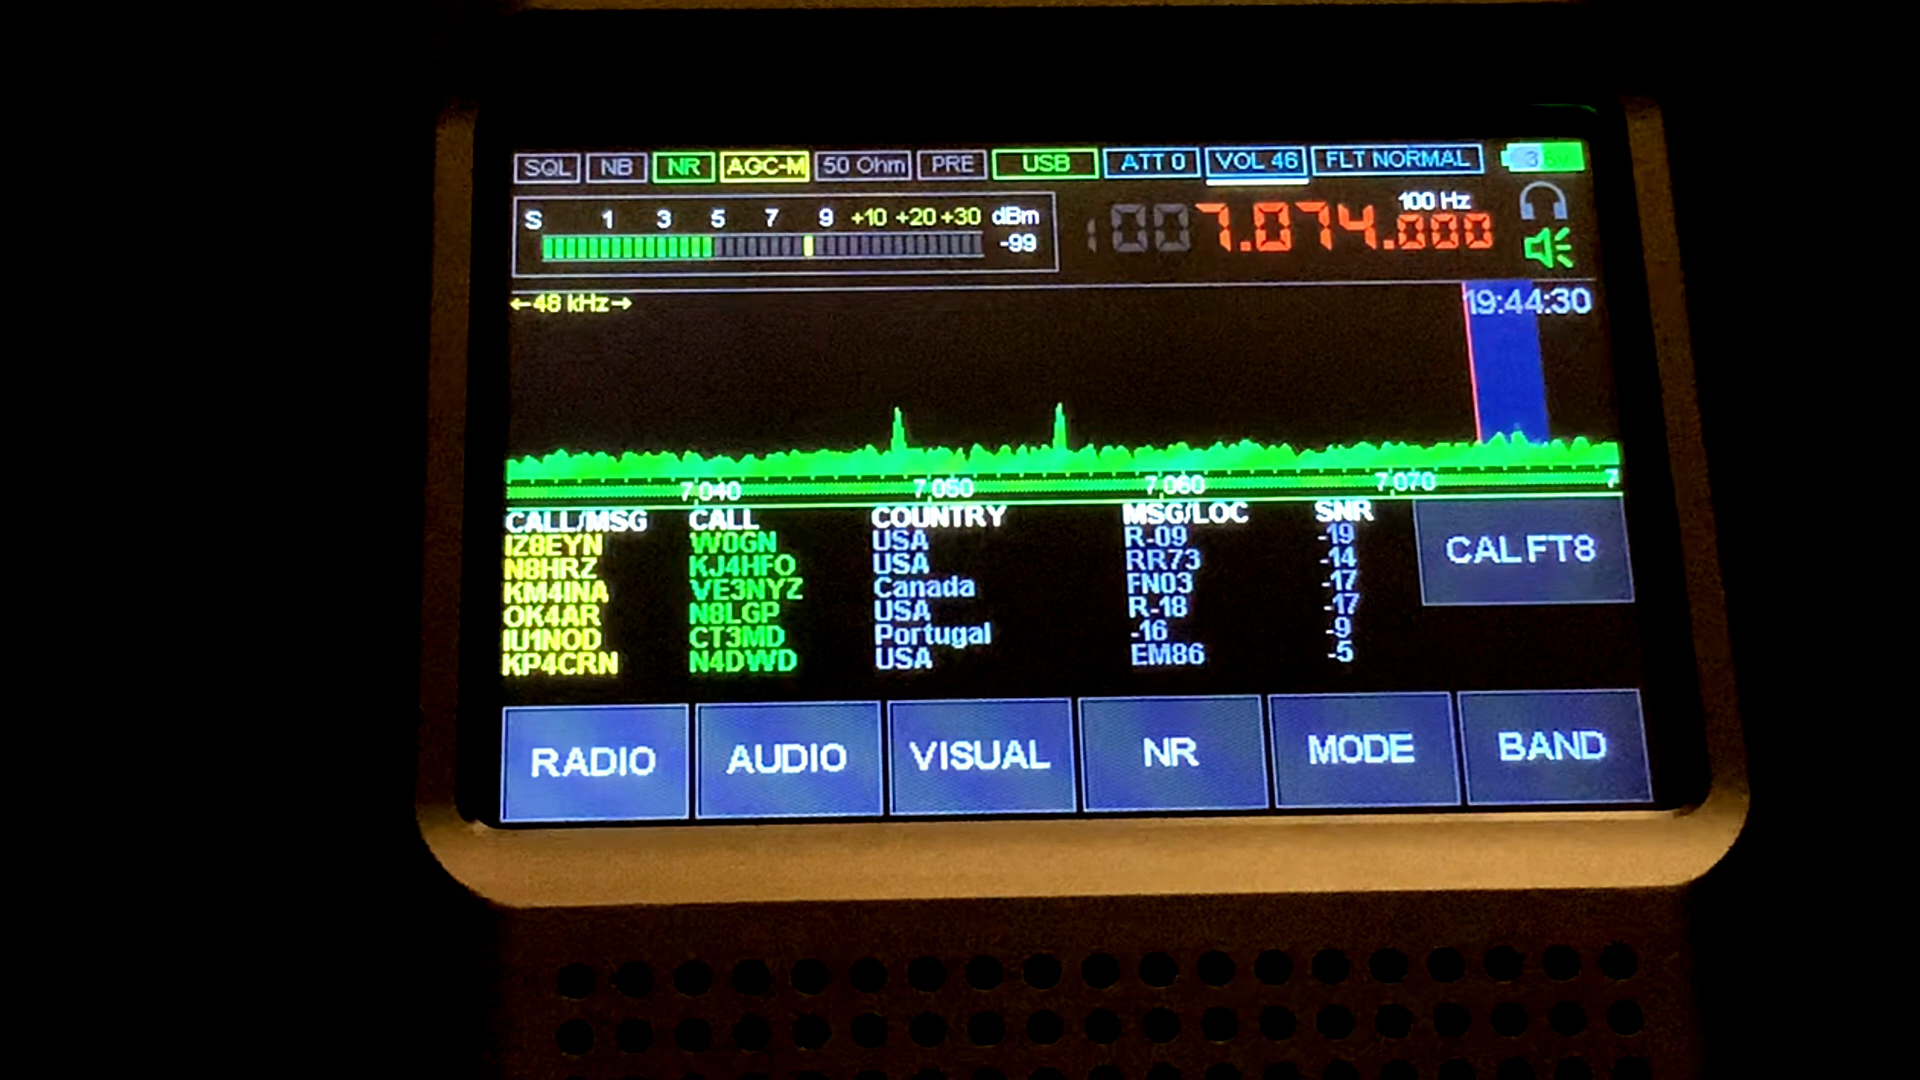 SQL NB NR AGC-M 50 Ohm PRE USB ATT 0 VOL 46 FLT NORMAL
S 1 3 5 7 9 +10 +20 +30 dBm
-99
100 Hz
100 7.074.000
←48 kHz→
19:44:30
7,040 7,050 7,060 7,070
CALL/MSG CALL COUNTRY MSG/LOC SNR
IZ8EYN W0GN USA R-09 -19
N8HRZ KJ4HFO USA RR73 -14
KM4INA VE3NYZ Canada FN03 -17
OK4AR N8LGP USA R-18 -17
IU1NOD CT3MD Portugal -16 -9
KP4CRN N4DWD USA EM86 -5
CAL FT8
RADIO AUDIO VISUAL NR MODE BAND